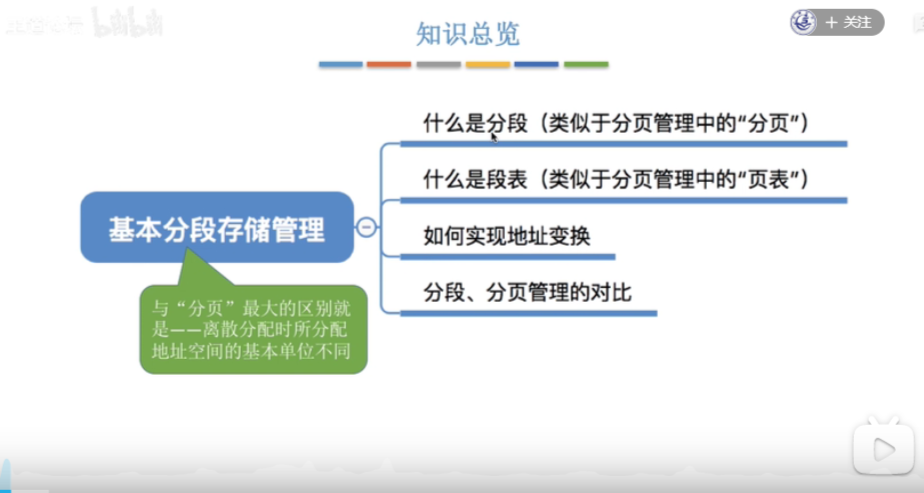 知识总览
+ 关注
什么是分段（类似于分页管理中的“分页”）
什么是段表（类似于分页管理中的“页表”）
基本分段存储管理
如何实现地址变换
分段、分页管理的对比
与“分页”最大的区别就
是——离散分配时所分配
地址空间的基本单位不同